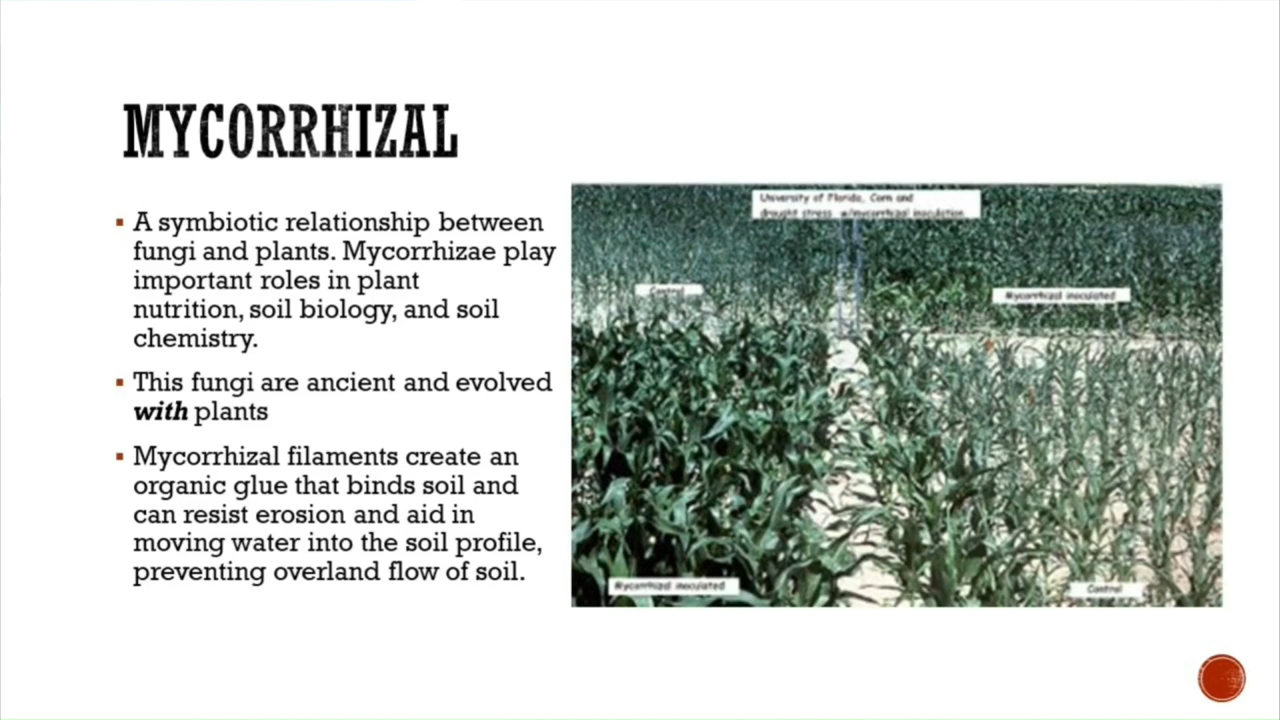 MYCORRHIZAL
▪ A symbiotic relationship between
fungi and plants. Mycorrhizae play
important roles in plant
nutrition, soil biology, and soil
chemistry.
▪ This fungi are ancient and evolved
with plants
▪ Mycorrhizal filaments create an
organic glue that binds soil and
can resist erosion and aid in
moving water into the soil profile,
preventing overland flow of soil.
University of Florida, Corn and
drought stress w/mycorrhizal inoculation
Control
Mycorrhizal inoculated
Mycorrhizal inoculated
Control